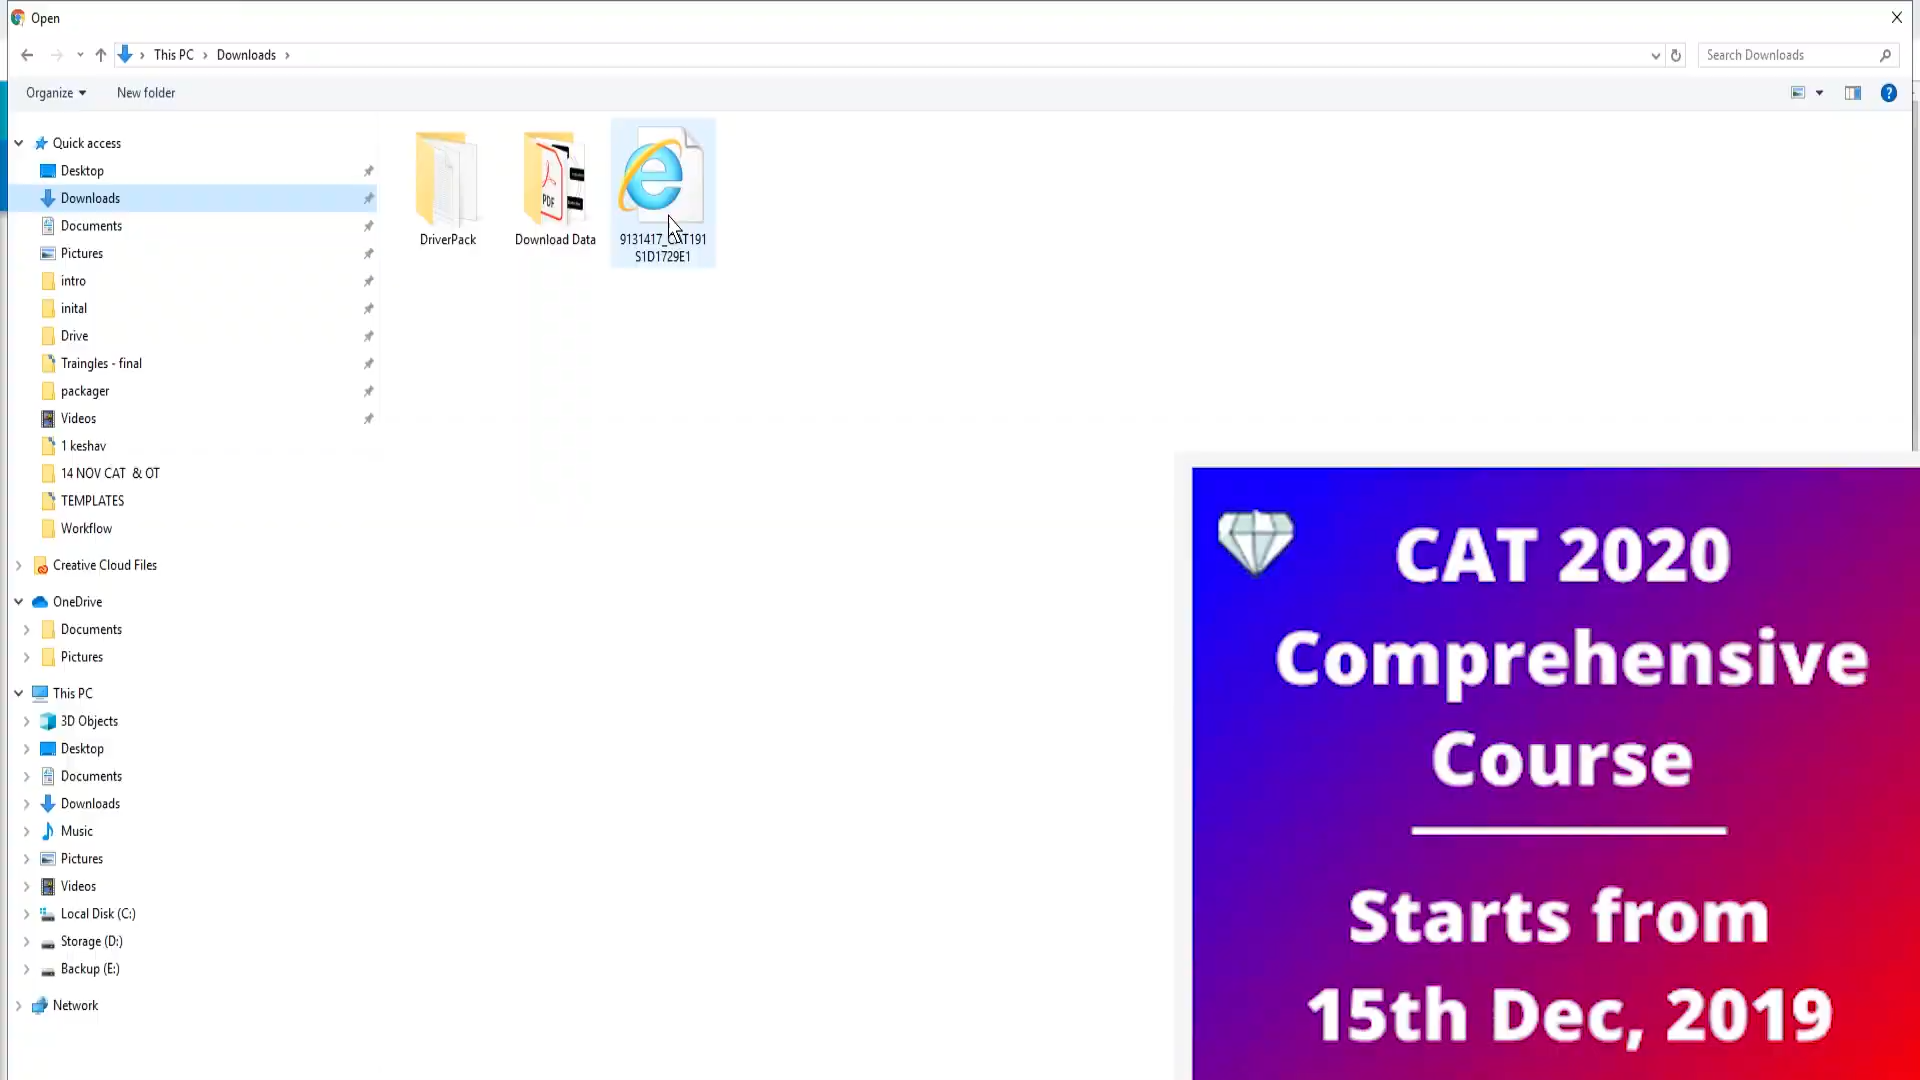 Open
This PC
Downloads
Search Downloads
Organize
New folder
Quick access
Desktop
Downloads
Documents
Pictures
intro
inital
Drive
Traingles - final
packager
Videos
1 keshav
14 NOV CAT & OT
TEMPLATES
Workflow
Creative Cloud Files
OneDrive
Documents
Pictures
This PC
3D Objects
Desktop
Documents
Downloads
Music
Pictures
Videos
Local Disk (C:)
Storage (D:)
Backup (E:)
Network
PDF
DriverPack
Download Data
9131417_CAT191
S1D1729E1
CAT 2020
Comprehensive
Course
Starts from
15th Dec, 2019